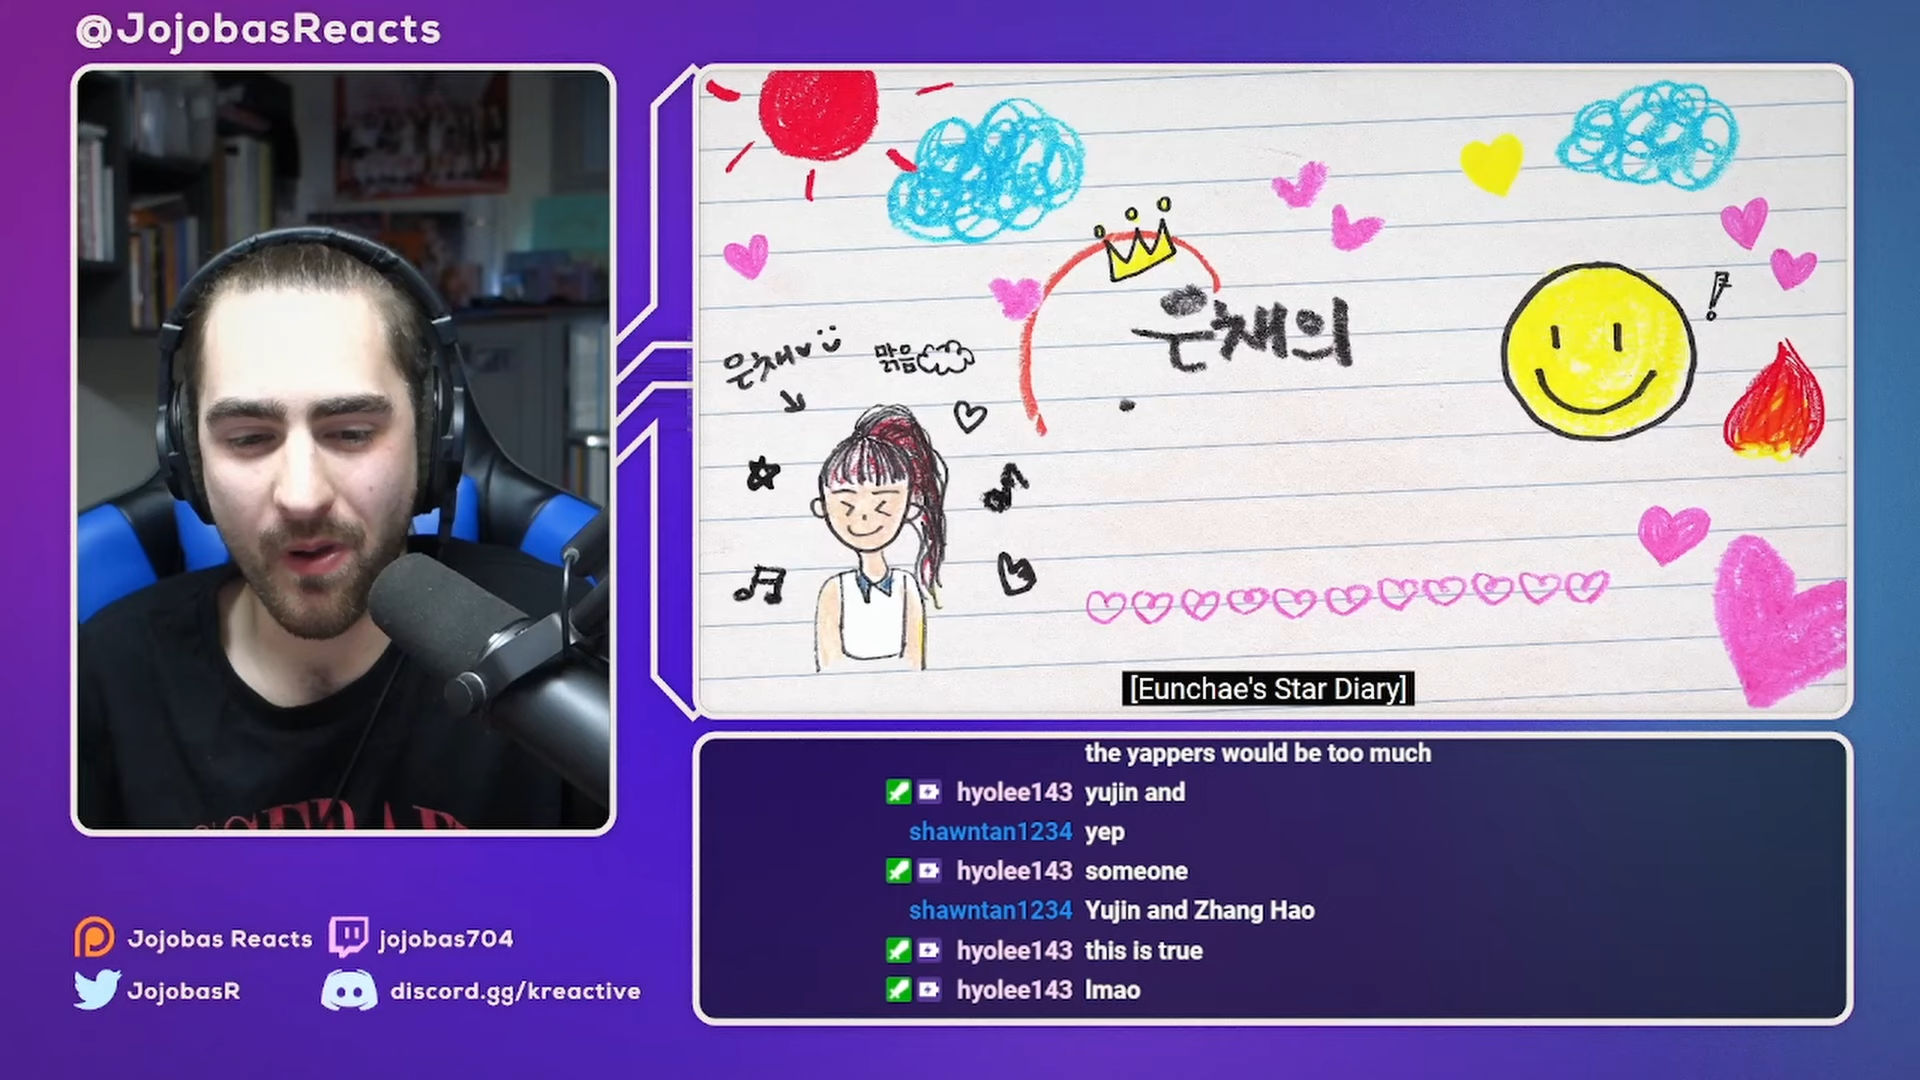 @JojobasReacts
은채의
은채
맑음
[Eunchae's Star Diary]
the yappers would be too much
hyolee143 yujin and
shawntan1234 yep
hyolee143 someone
shawntan1234 Yujin and Zhang Hao
hyolee143 this is true
hyolee143 lmao
Jojobas Reacts
jojobas704
JojobasR
discord.gg/kreactive